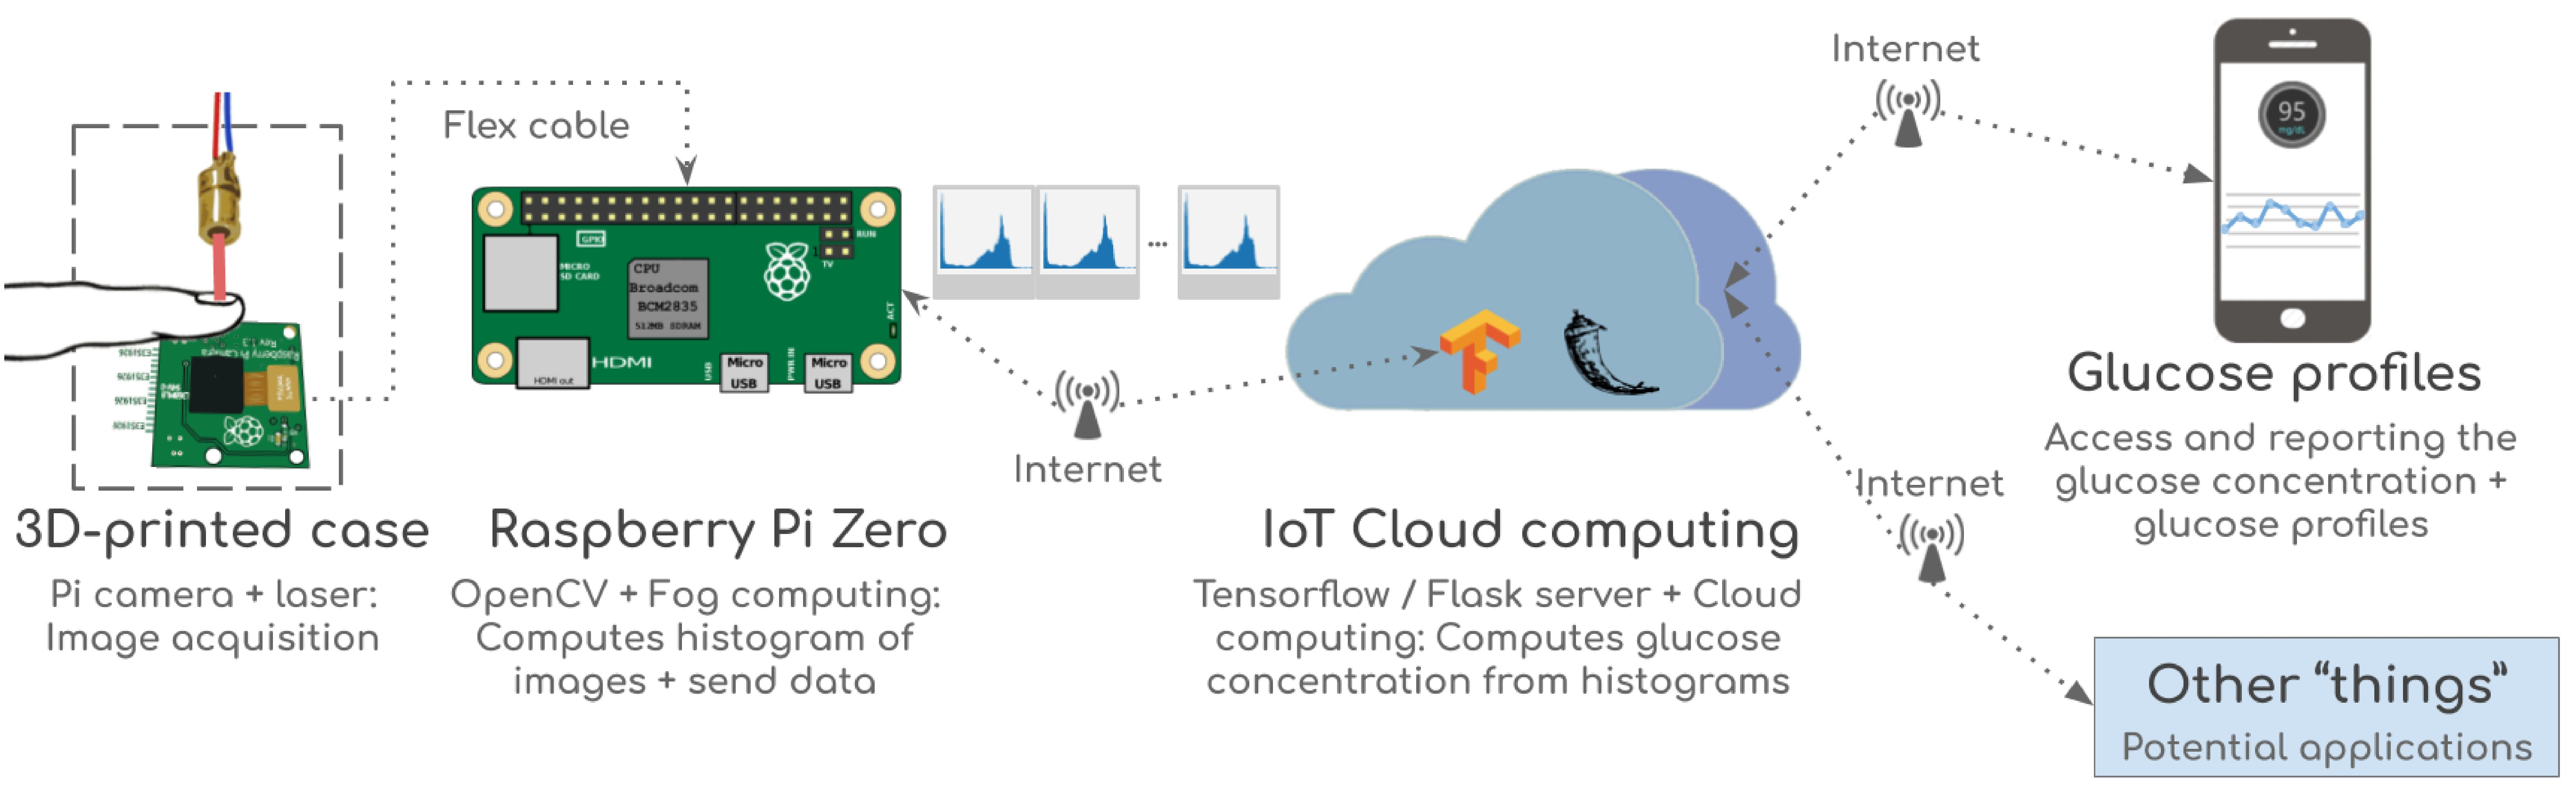 Flex cable
GPIO
RUN
1
TV
MICRO
SD CARD
CPU
Broadcom
BCM2835
512MB SDRAM
ACT
HDMI
HDMI out
USB
Micro
USB
PWR IN
Micro
USB
...
Internet
Internet
95
mg/dL
Internet
3D-printed case
Pi camera + laser:
Image acquisition
Raspberry Pi Zero
OpenCV + Fog computing:
Computes histogram of
images + send data
IoT Cloud computing
Tensorflow / Flask server + Cloud
computing: Computes glucose
concentration from histograms
Glucose profiles
Access and reporting the
glucose concentration +
glucose profiles
Other “things”
Potential applications